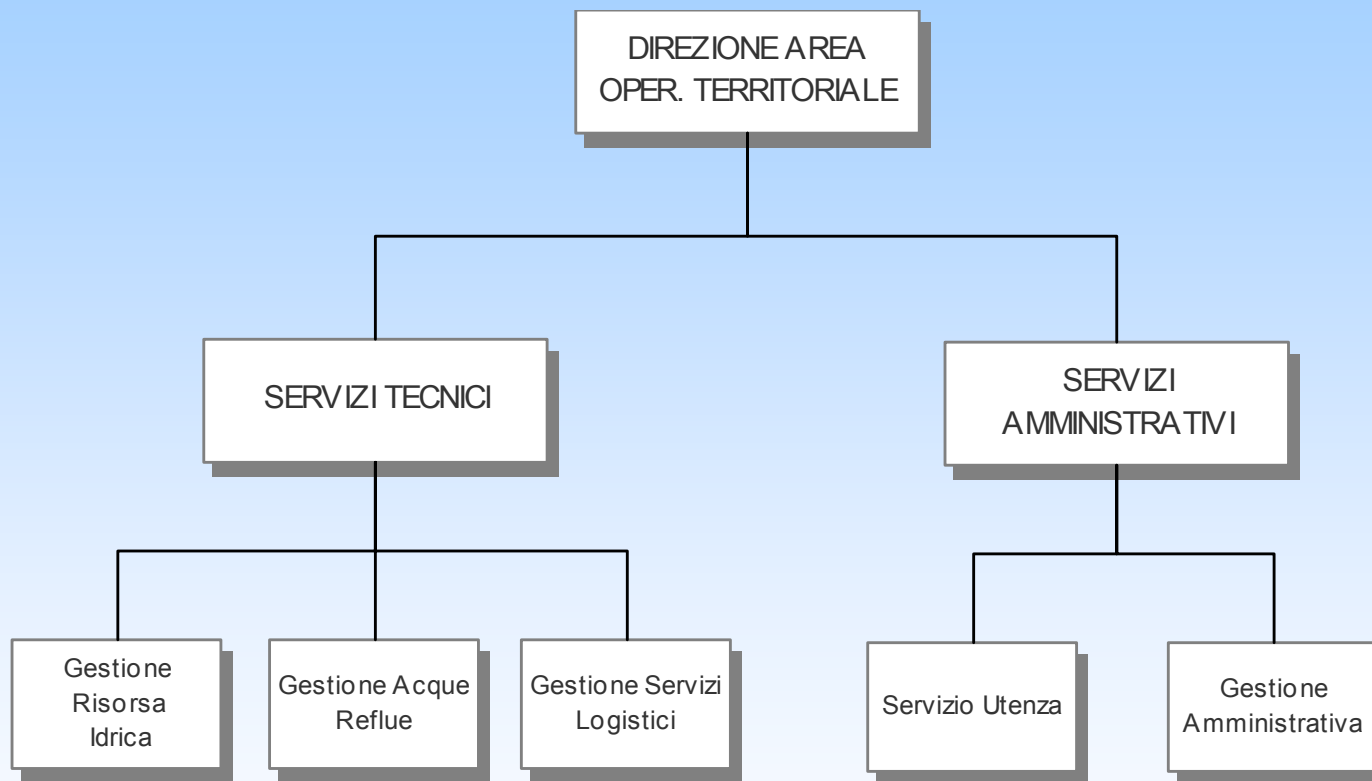 DIREZIONE AREA
OPER. TERRITORIALE
SERVIZI TECNICI
SERVIZI
AMMINISTRATIVI
Gestione
Risorsa
Idrica
Gestione Acque
Reflue
Gestione Servizi
Logistici
Servizio Utenza
Gestione
Amministrativa